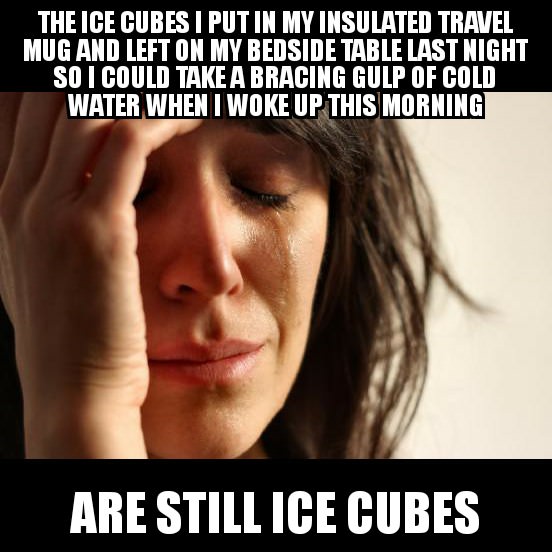 THE ICE CUBES I PUT IN MY INSULATED TRAVEL
MUG AND LEFT ON MY BEDSIDE TABLE LAST NIGHT
SO I COULD TAKE A BRACING GULP OF COLD
WATER WHEN I WOKE UP THIS MORNING
ARE STILL ICE CUBES